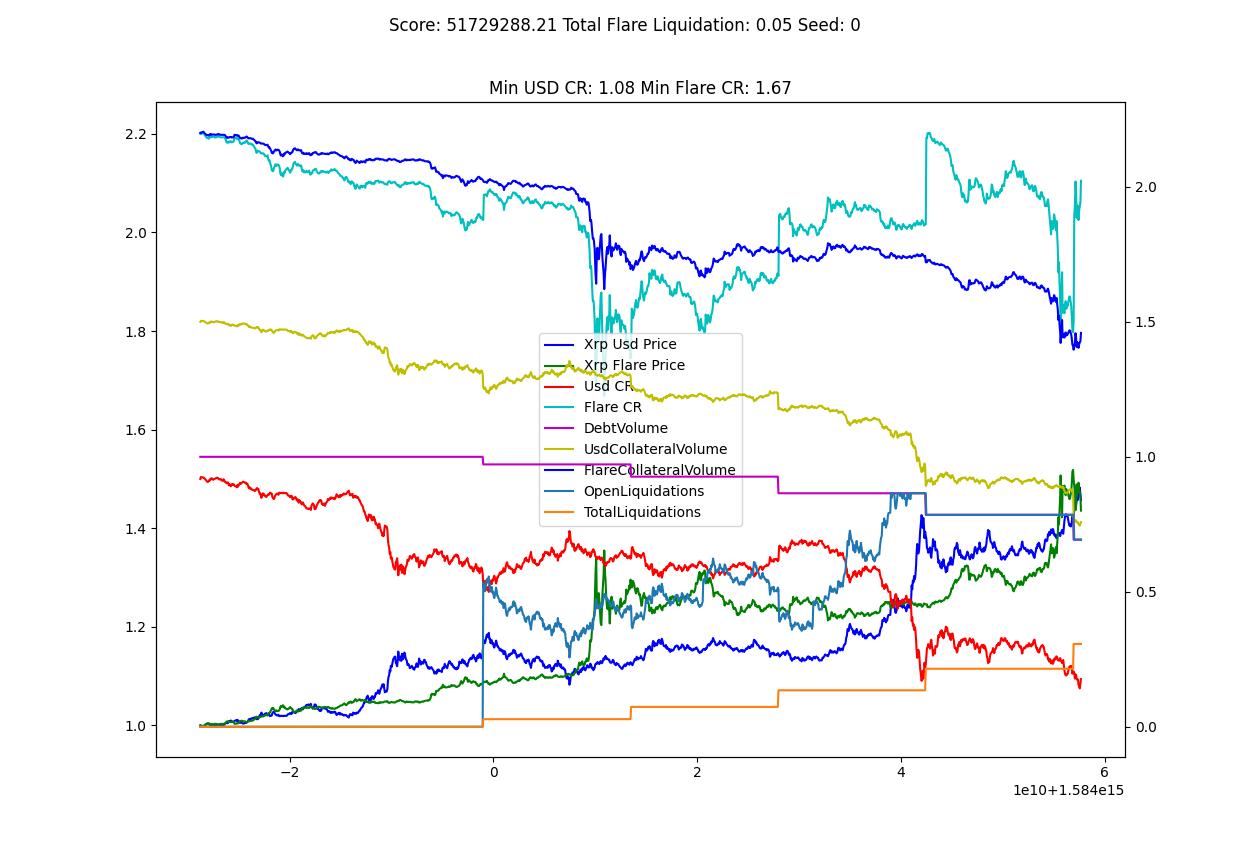 Score: 51729288.21 Total Flare Liquidation: 0.05 Seed: 0
Min USD CR: 1.08 Min Flare CR: 1.67
2.2
2.0
1.8
1.6
1.4
1.2
1.0
2.0
1.5
1.0
0.5
0.0
Xrp Usd Price
Xrp Flare Price
Usd CR
Flare CR
DebtVolume
UsdCollateralVolume
FlareCollateralVolume
OpenLiquidations
TotalLiquidations
−2 0 2 4 6
1e10+1.584e15